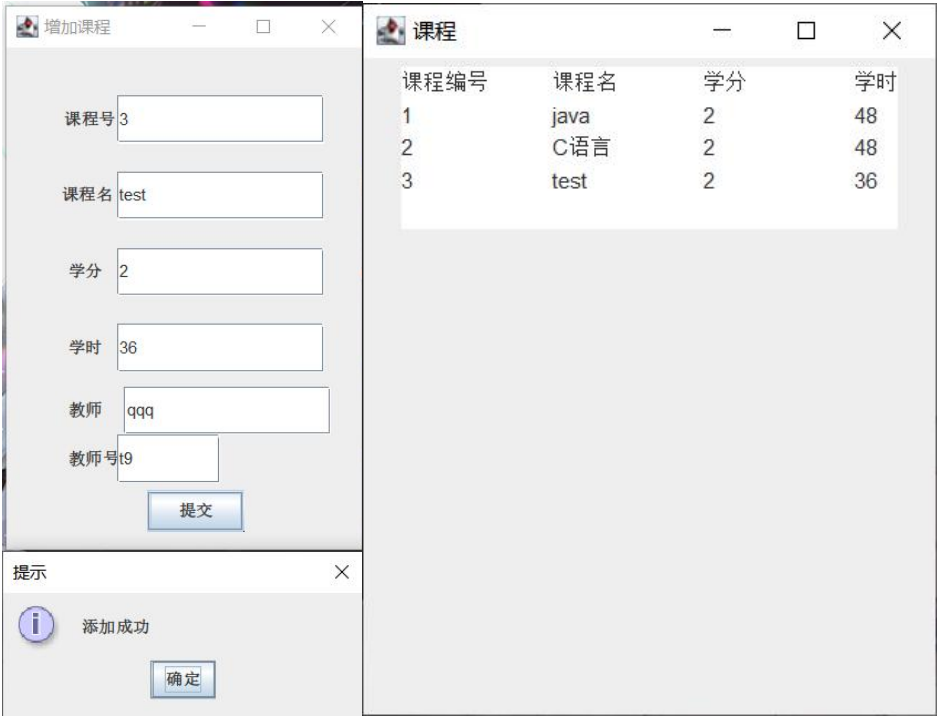 增加课程
课程号 3
课程名 test
学分 2
学时 36
教师 qqq
教师号 t9
提交
提示
添加成功
确定
课程
课程编号 课程名 学分 学时
1 java 2 48
2 C语言 2 48
3 test 2 36